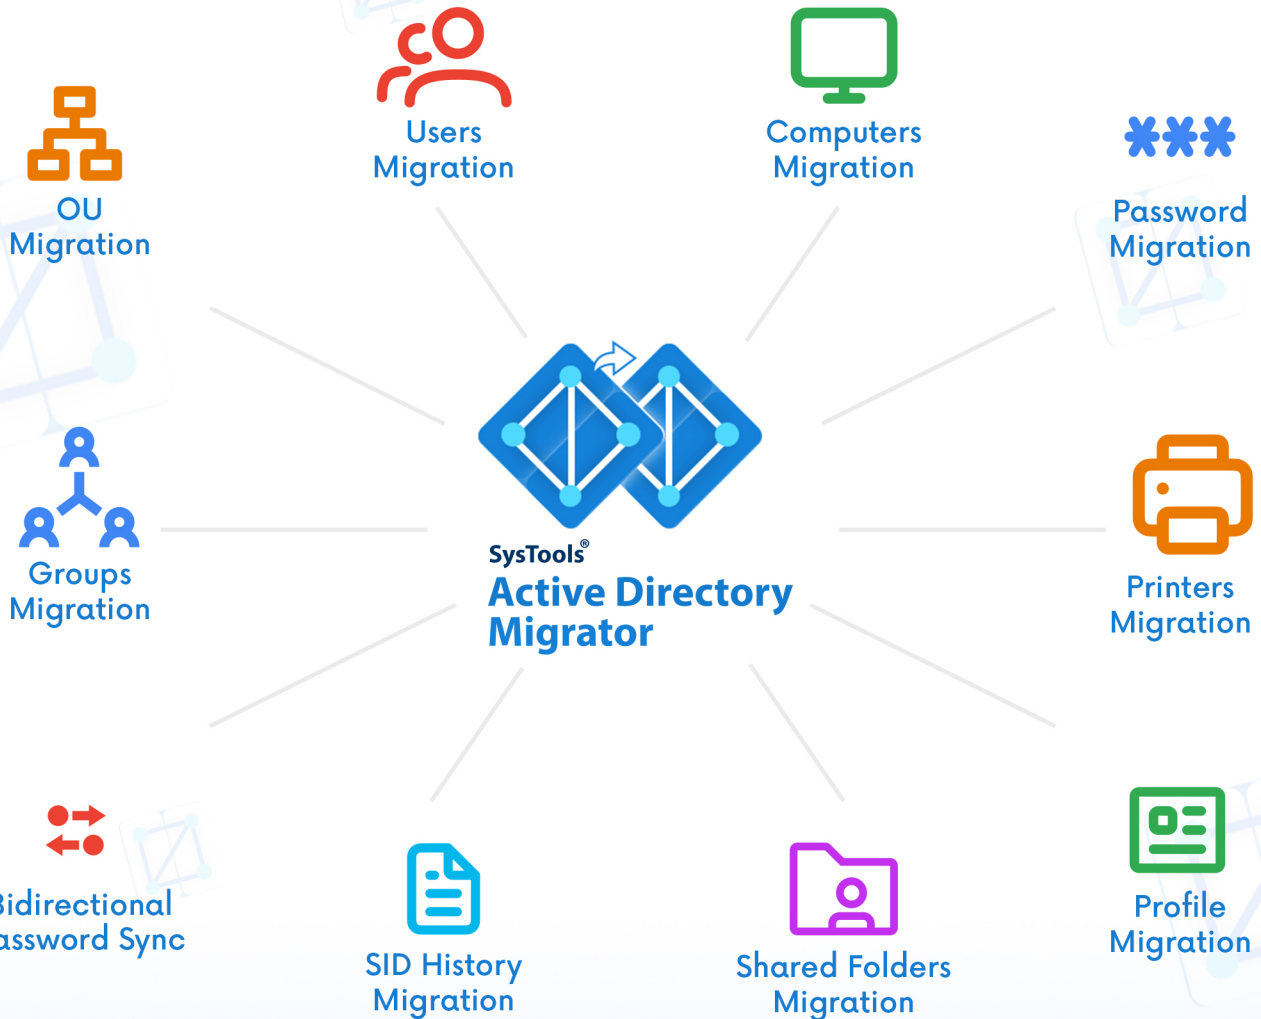 Users
Migration
Computers
Migration
OU
Migration
Password
Migration
Groups
Migration
SysTools®
Active Directory
Migrator
Printers
Migration
Sync
SID History
Migration
Shared Folders
Migration
Profile
Migration